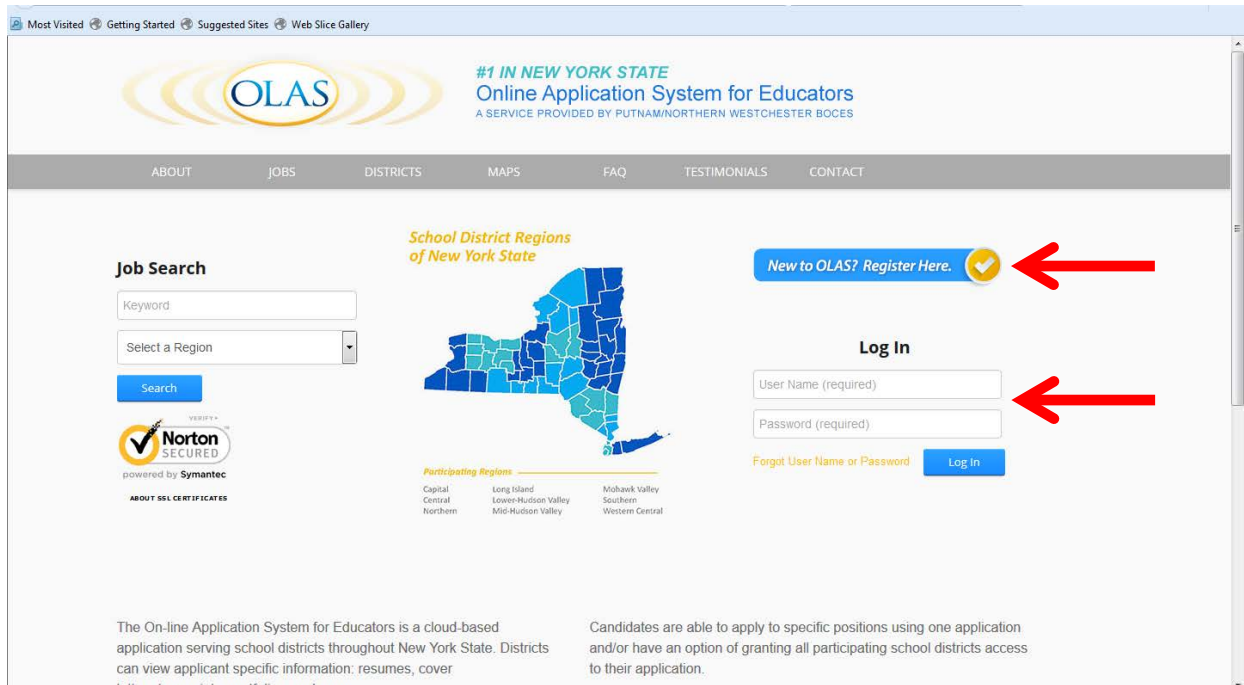 Most Visited Getting Started Suggested Sites Web Slice Gallery
OLAS
#1 IN NEW YORK STATE
Online Application System for Educators
A SERVICE PROVIDED BY PUTNAM/NORTHERN WESTCHESTER BOCES
ABOUT JOBS DISTRICTS MAPS FAQ TESTIMONIALS CONTACT
Job Search
Keyword
Select a Region
Search
VERIFY+
Norton
SECURED
powered by Symantec
ABOUT SSL CERTIFICATES
School District Regions
of New York State
Participating Regions
Capital Long Island Mohawk Valley
Central Lower-Hudson Valley Southern
Northern Mid-Hudson Valley Western Central
New to OLAS? Register Here.
Log In
User Name (required)
Password (required)
Forgot User Name or Password Log In
The On-line Application System for Educators is a cloud-based
application serving school districts throughout New York State. Districts
can view applicant specific information: resumes, cover
Candidates are able to apply to specific positions using one application
and/or have an option of granting all participating school districts access
to their application.